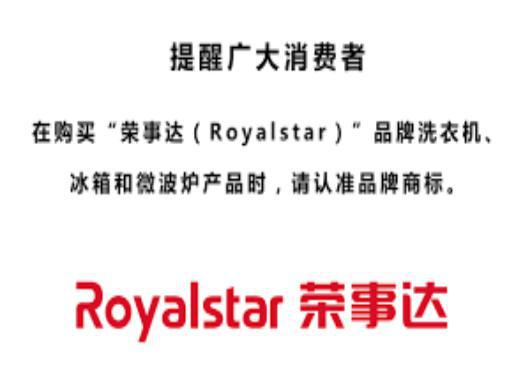 提醒广大消费者
在购买“荣事达（Royalstar）”品牌洗衣机、
冰箱和微波炉产品时，请认准品牌商标。
Royalstar 荣事达